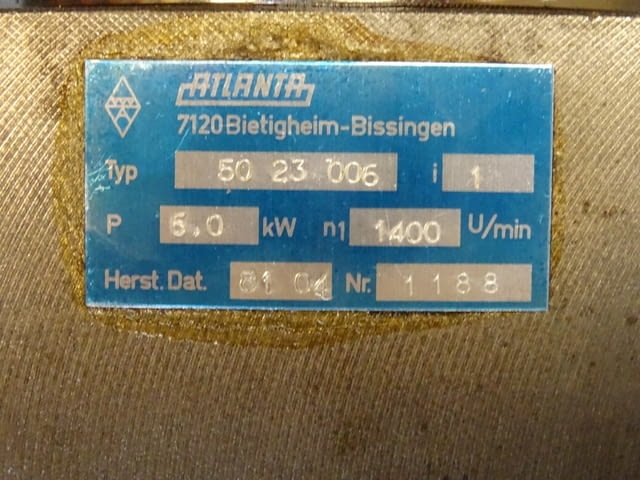 ATLANTA
7120 Bietigheim-Bissingen
Typ 50 23 006 i 1
P 6.0 kW n1 1400 U/min
Herst. Dat. 81 04 Nr. 1188